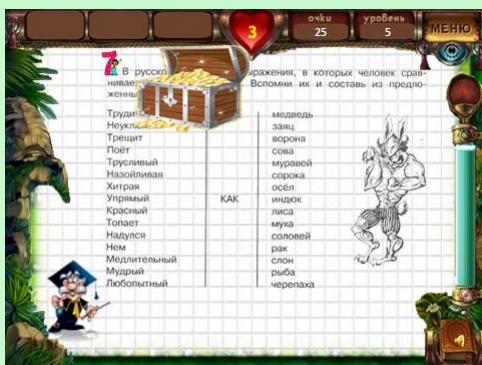 очки
уровень
МЕНЮ
3
25
5
7
В русско ыражения, в которых человек срав-
нивае Вспомни их и составь из предло-
женны
Труди медведь
Неуклю заяц
Трещит ворона
Поёт сова
Трусливый муравей
Назойливая сорока
Хитрая осёл
Упрямый КАК индюк
Красный лиса
Топает муха
Надулся соловей
Нем рак
Медлительный слон
Мудрый рыба
Любопытный черепаха